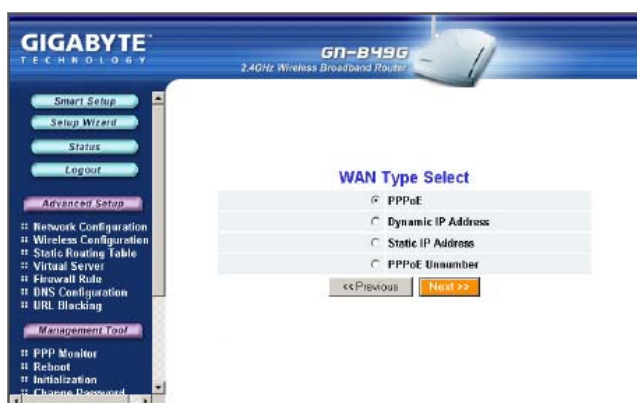 GIGABYTE
TECHNOLOGY
GN-B49G
2.4GHz Wireless Broadband Router
Smart Setup
Setup Wizard
Status
Logout
Advanced Setup
Network Configuration
Wireless Configuration
Static Routing Table
Virtual Server
Firewall Rule
DNS Configuration
URL Blocking
Management Tool
PPP Monitor
Reboot
Initialization
Change Password
WAN Type Select
PPPoE
Dynamic IP Address
Static IP Address
PPPoE Unnumber
<<Previous
Next>>